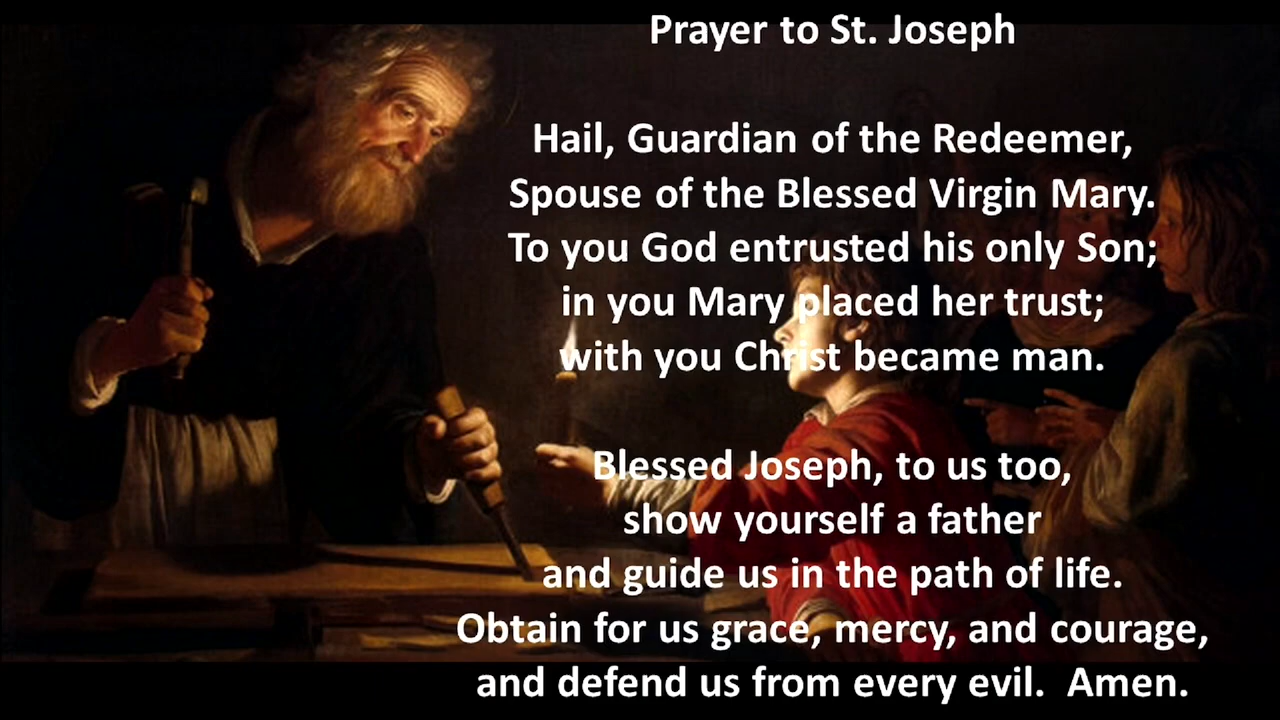 Prayer to St. Joseph
Hail, Guardian of the Redeemer,
Spouse of the Blessed Virgin Mary.
To you God entrusted his only Son;
in you Mary placed her trust;
with you Christ became man.
Blessed Joseph, to us too,
show yourself a father
and guide us in the path of life.
Obtain for us grace, mercy, and courage,
and defend us from every evil.  Amen.